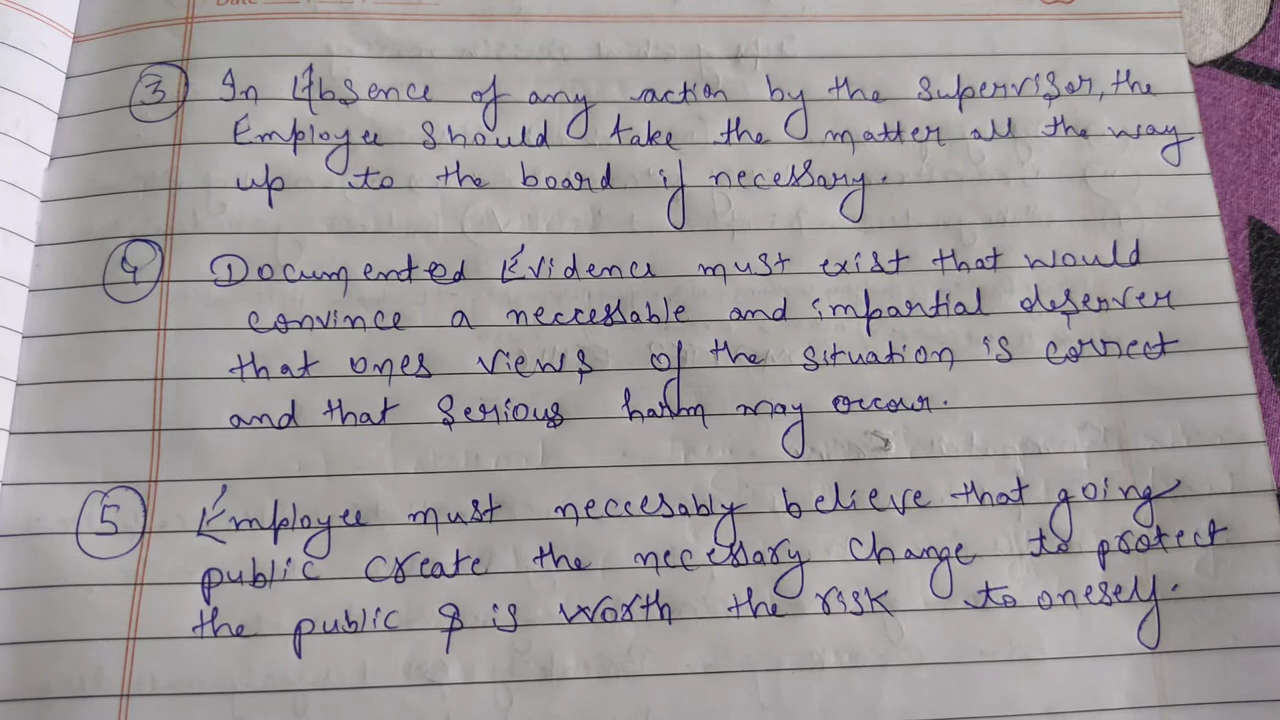 ③ In Absence of any action by the supervisor, the
Employee should take the matter all the way
up to the board if necessary.
④ Documented Evidence must exist that would
convince a neccessable and impartial deserver
that ones views of the situation is correct
and that serious harm may occour.
⑤ Employee must neccesably believe that going
public create the necessary change to protect
the public & is worth the risk to oneself.